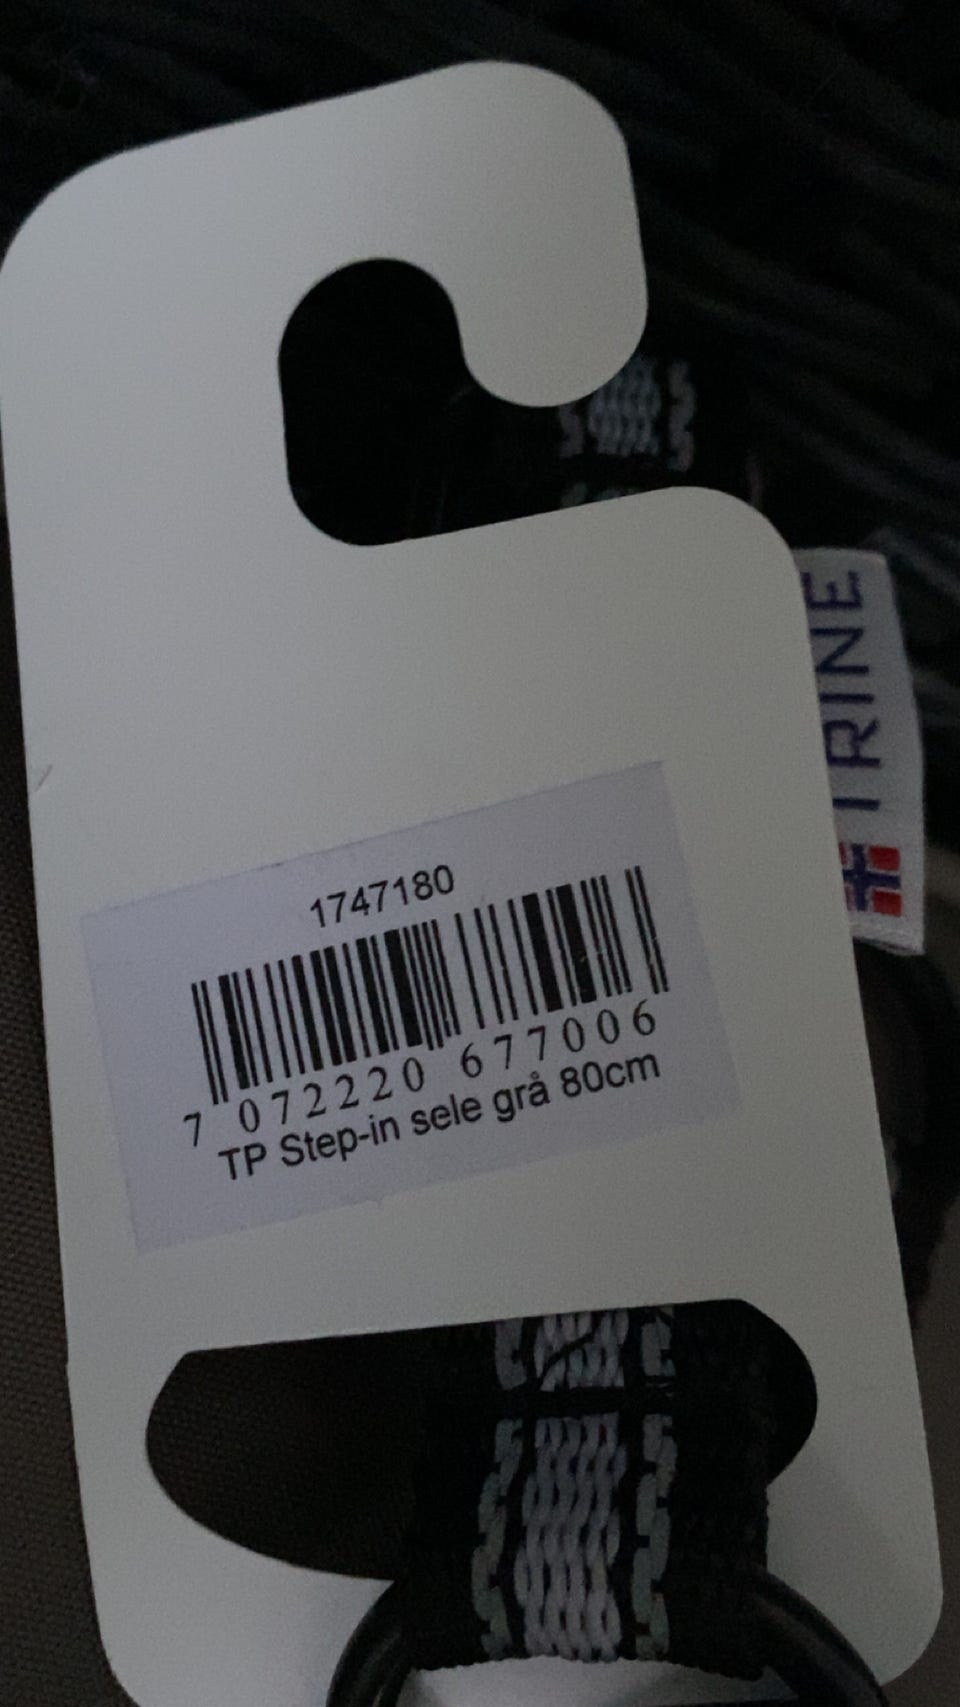 1747180
7 072220 677006
TP Step-in sele grå 80cm
TRINE